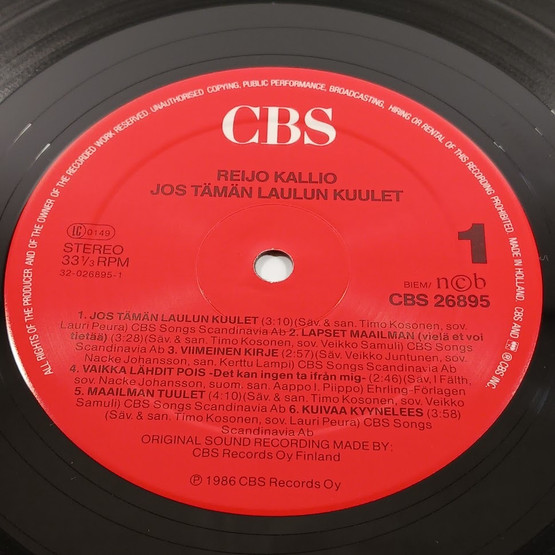 ALL RIGHTS OF THE PRODUCER AND OF THE OWNER OF THE RECORDED WORK RESERVED. UNAUTHORISED COPYING, PUBLIC PERFORMANCE, BROADCASTING, HIRING OR RENTAL OF THIS RECORDING PROHIBITED. MADE IN HOLLAND. CBS AND ® CBS INC.
CBS
REIJO KALLIO
JOS TÄMÄN LAULUN KUULET
LC 0149
STEREO
33⅓ RPM
32-026895-1
1
BIEM/ n©b
CBS 26895
1. JOS TÄMÄN LAULUN KUULET (3:10)(Säv. & san. Timo Kosonen, sov.
Lauri Peura) CBS Songs Scandinavia Ab 2. LAPSET MAAILMAN (vielä et voi
tietää) (3:28)(Säv. & san. Timo Kosonen, sov. Veikko Samuli) CBS Songs
Scandinavia Ab 3. VIIMEINEN KIRJE (2:57)(Säv. Veikko Juntunen, sov.
Nacke Johansson, san. Kerttu Lampi) CBS Songs Scandinavia Ab
4. VAIKKA LÄHDIT POIS -Det kan ingen ta ifrån mig- (2:46)(Säv. I. Fälth,
sov. Nacke Johansson, suom. san. Aappo I. Piippo) Ehrling-Förlagen
5. MAAILMAN TUULET (4:10)(Säv. & san. Timo Kosonen, sov. Veikko
Samuli) CBS Songs Scandinavia Ab 6. KUIVAA KYYNELEES (3:58)
(Säv. & san. Timo Kosonen, sov. Lauri Peura) CBS Songs
Scandinavia Ab
ORIGINAL SOUND RECORDING MADE BY:
CBS Records Oy Finland
℗ 1986 CBS Records Oy